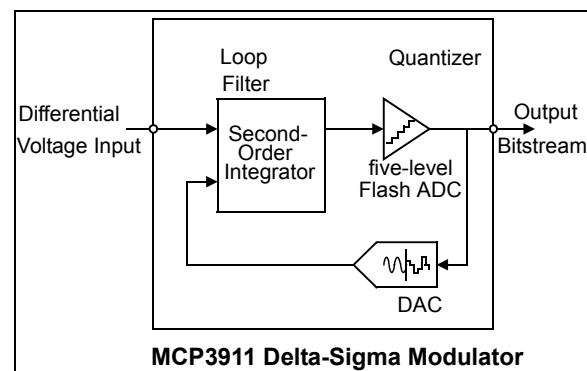 Loop
Filter
Quantizer
Differential
Voltage Input
Second-
Order
Integrator
Output
Bitstream
five-level
Flash ADC
DAC
MCP3911 Delta-Sigma Modulator